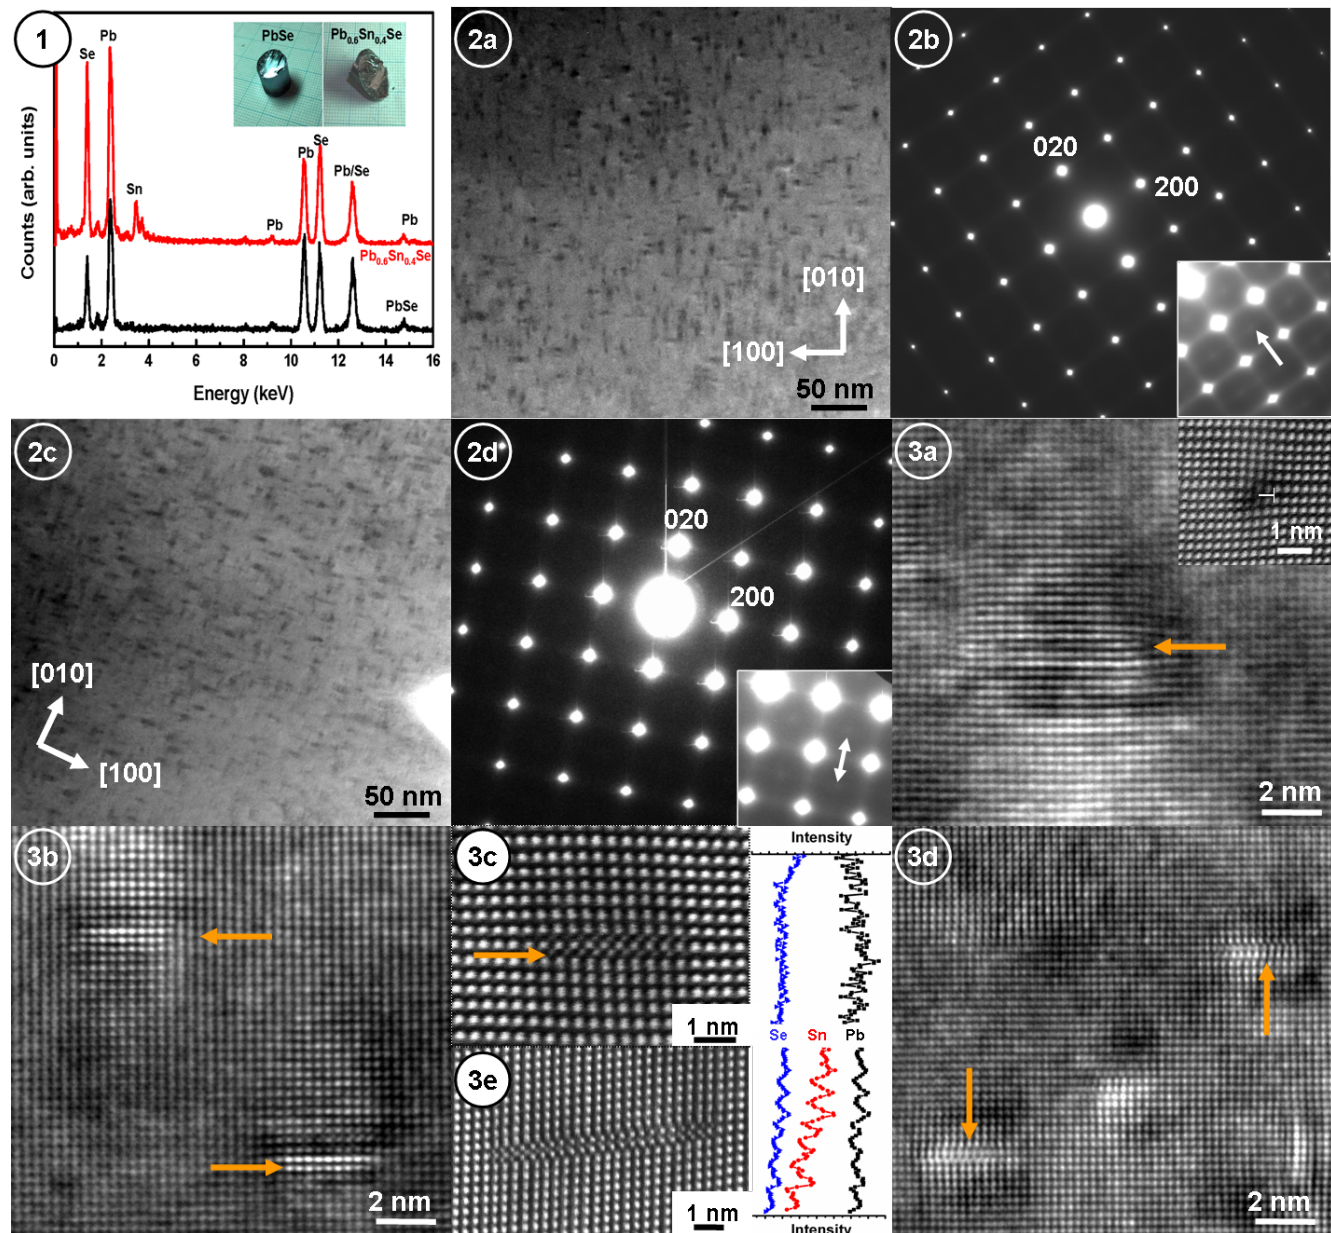 1
PbSe
Pb0.6Sn0.4Se
Se
Pb
Sn
Pb
Pb
Se
Pb/Se
Pb
Pb0.6Sn0.4Se
PbSe
Counts (arb. units)
0 2 4 6 8 10 12 14 16
Energy (keV)
2a
[010]
[100]
50 nm
2b
020
200
2c
[010]
[100]
50 nm
2d
020
200
3a
1 nm
2 nm
3b
2 nm
3c
1 nm
Intensity
Se Sn Pb
3e
1 nm
Intensity
3d
2 nm